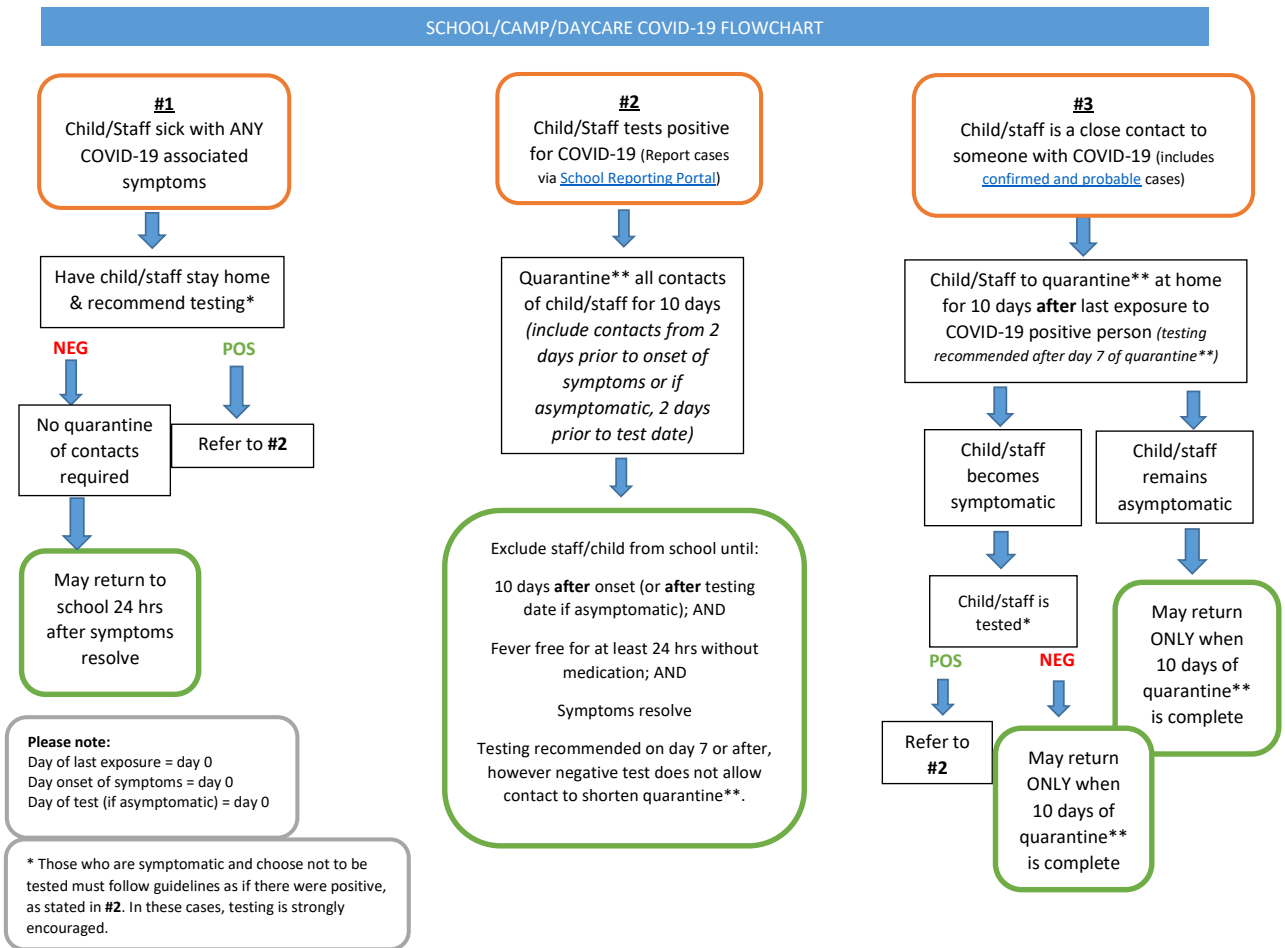 SCHOOL/CAMP/DAYCARE COVID-19 FLOWCHART
#1
Child/Staff sick with ANY
COVID-19 associated
symptoms
Have child/staff stay home
& recommend testing*
NEG
POS
No quarantine
of contacts
required
Refer to #2
May return to
school 24 hrs
after symptoms
resolve
Please note:
Day of last exposure = day 0
Day onset of symptoms = day 0
Day of test (if asymptomatic) = day 0
* Those who are symptomatic and choose not to be
tested must follow guidelines as if there were positive,
as stated in #2. In these cases, testing is strongly
encouraged.
#2
Child/Staff tests positive
for COVID-19 (Report cases
via School Reporting Portal)
Quarantine** all contacts
of child/staff for 10 days
(include contacts from 2
days prior to onset of
symptoms or if
asymptomatic, 2 days
prior to test date)
Exclude staff/child from school until:
10 days after onset (or after testing
date if asymptomatic); AND
Fever free for at least 24 hrs without
medication; AND
Symptoms resolve
Testing recommended on day 7 or after,
however negative test does not allow
contact to shorten quarantine**.
#3
Child/staff is a close contact to
someone with COVID-19 (includes
confirmed and probable cases)
Child/Staff to quarantine** at home
for 10 days after last exposure to
COVID-19 positive person (testing
recommended after day 7 of quarantine**)
Child/staff
becomes
symptomatic
Child/staff
remains
asymptomatic
Child/staff is
tested*
POS
NEG
Refer to
#2
May return
ONLY when
10 days of
quarantine**
is complete
May return
ONLY when
10 days of
quarantine**
is complete